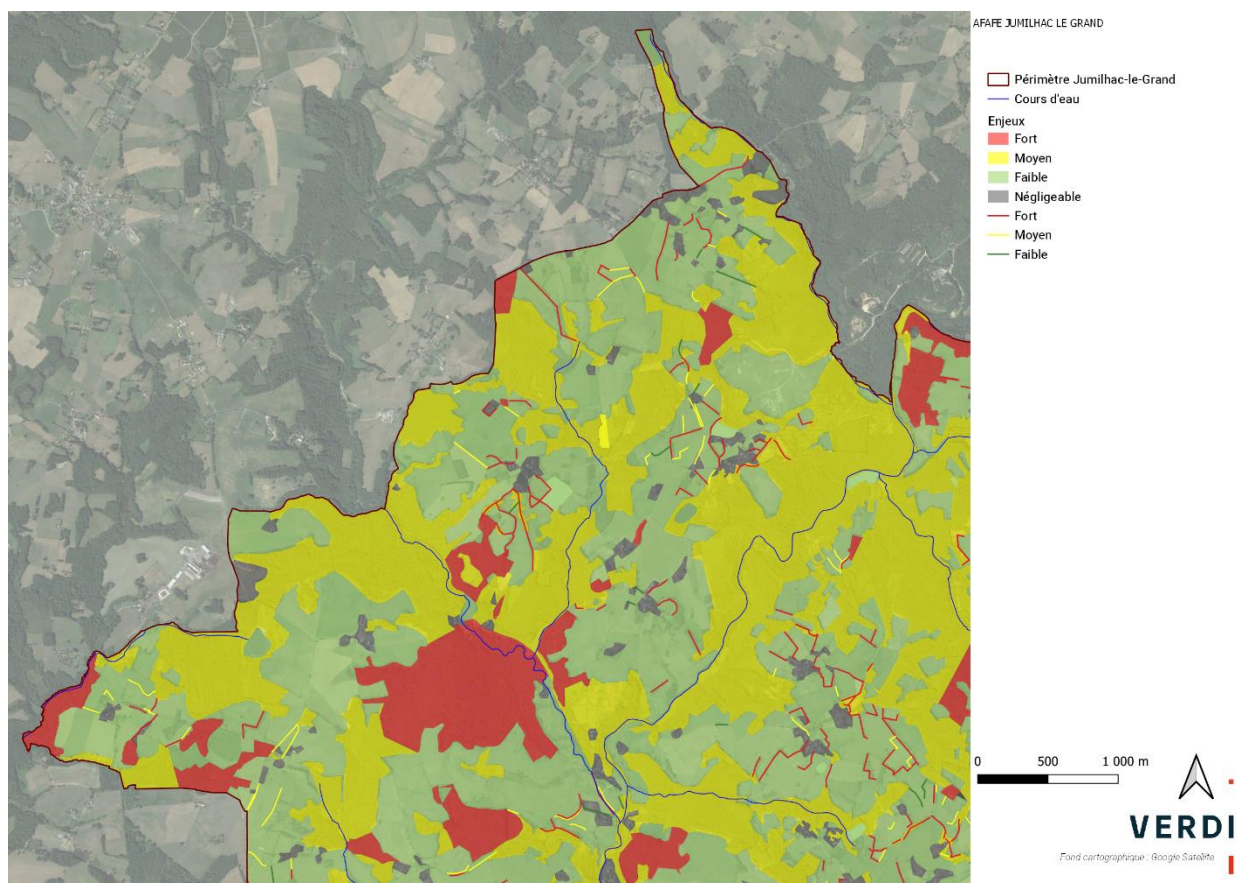 AFAFE JUMILHAC LE GRAND
Périmètre Jumilhac-le-Grand
Cours d'eau
Enjeux
Fort
Moyen
Faible
Négligeable
Fort
Moyen
Faible
0 500 1 000 m
VERDI
Fond cartographique : Google Satellite